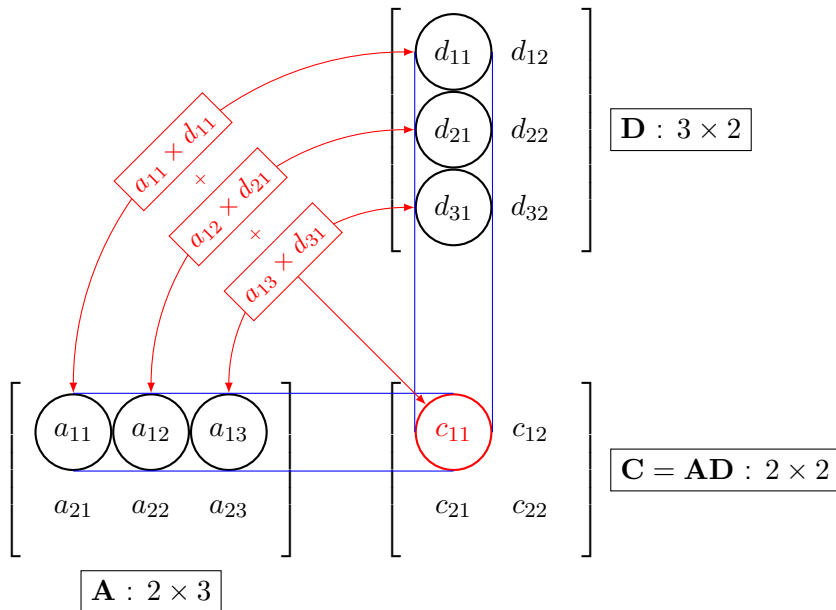 d₁₁ d₁₂
a₁₁ × d₁₁
+
d₂₁ d₂₂
D : 3 × 2
a₁₂ × d₂₁
+
d₃₁ d₃₂
a₁₃ × d₃₁
a₁₁ a₁₂ a₁₃
c₁₁ c₁₂
C = AD : 2 × 2
a₂₁ a₂₂ a₂₃
c₂₁ c₂₂
A : 2 × 3